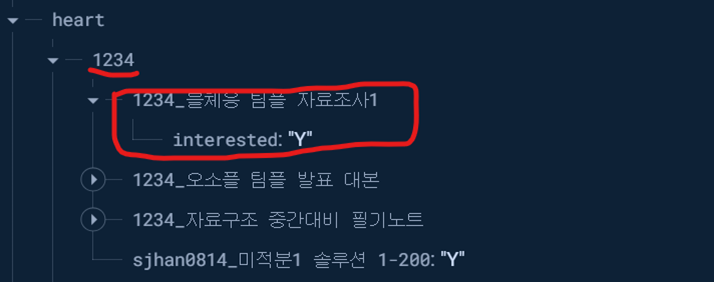 heart
1234
1234_믈체응 팀플 자료조사1
interested: "Y"
1234_오소플 팀플 발표 대본
1234_자료구조 중간대비 필기노트
sjhan0814_미적분1 솔루션 1-200: "Y"